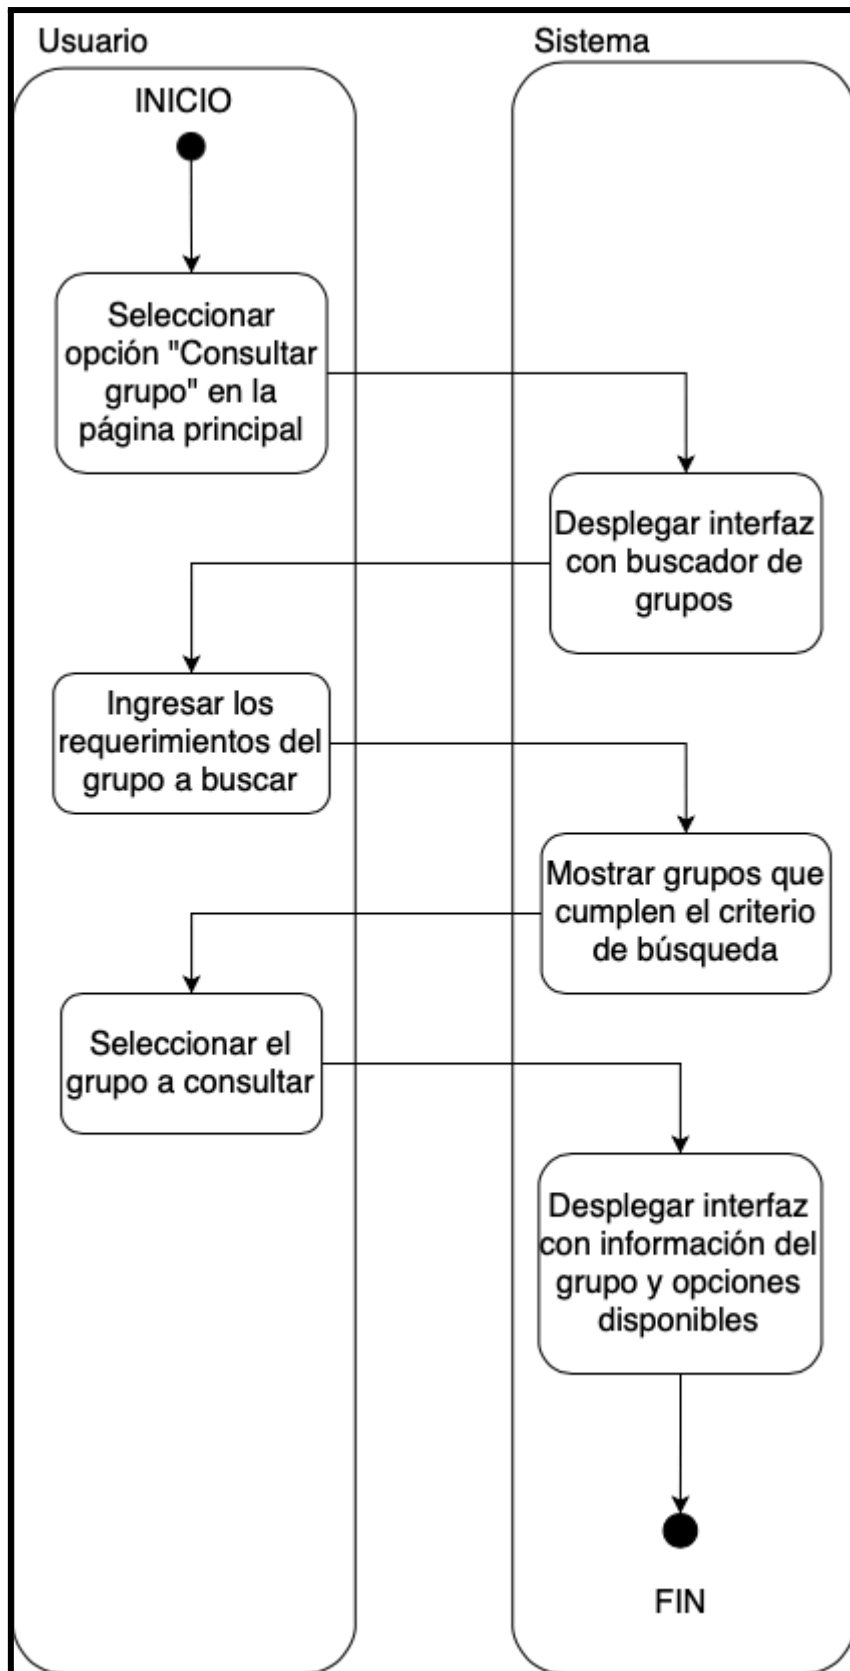 Usuario
Sistema
INICIO
Seleccionar
opción "Consultar
grupo" en la
página principal
Desplegar interfaz
con buscador de
grupos
Ingresar los
requerimientos del
grupo a buscar
Mostrar grupos que
cumplen el criterio
de búsqueda
Seleccionar el
grupo a consultar
Desplegar interfaz
con información del
grupo y opciones
disponibles
FIN